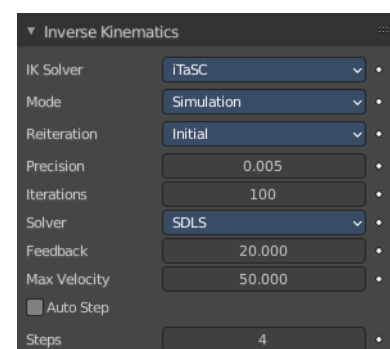 Inverse Kinematics
IK Solver iTaSC
Mode Simulation
Reiteration Initial
Precision 0.005
Iterations 100
Solver SDLS
Feedback 20.000
Max Velocity 50.000
Auto Step
Steps 4